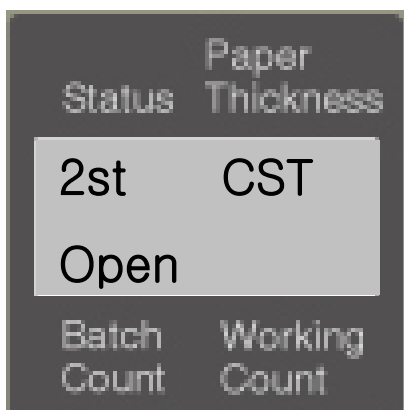 Paper
Status Thickness
2st CST
Open
Batch Working
Count Count